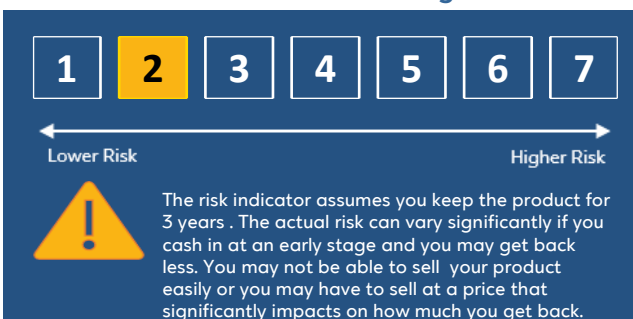 1 2 3 4 5 6 7
Lower Risk Higher Risk
The risk indicator assumes you keep the product for
3 years . The actual risk can vary significantly if you
cash in at an early stage and you may get back
less. You may not be able to sell your product
easily or you may have to sell at a price that
significantly impacts on how much you get back.